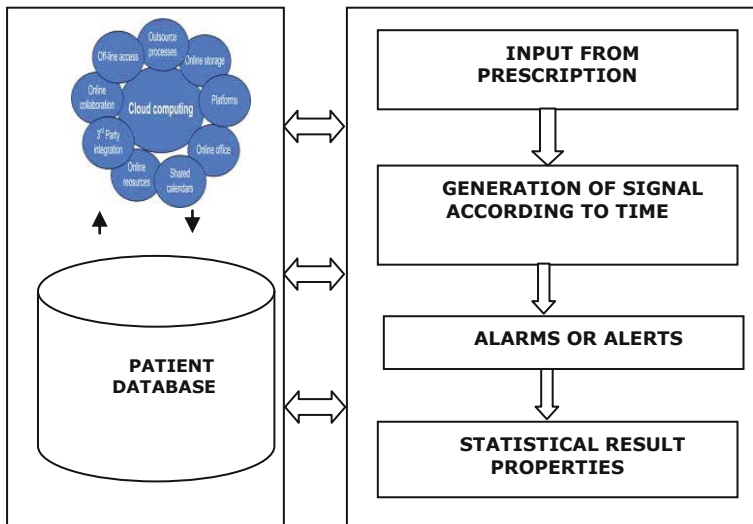 Outsource
processes
Off-line access
Online storage
Online
collaboration
Cloud computing
Platforms
3rd Party
integration
Online office
Online
resources
Shared
calendars
PATIENT
DATABASE
INPUT FROM
PRESCRIPTION
GENERATION OF SIGNAL
ACCORDING TO TIME
ALARMS OR ALERTS
STATISTICAL RESULT
PROPERTIES